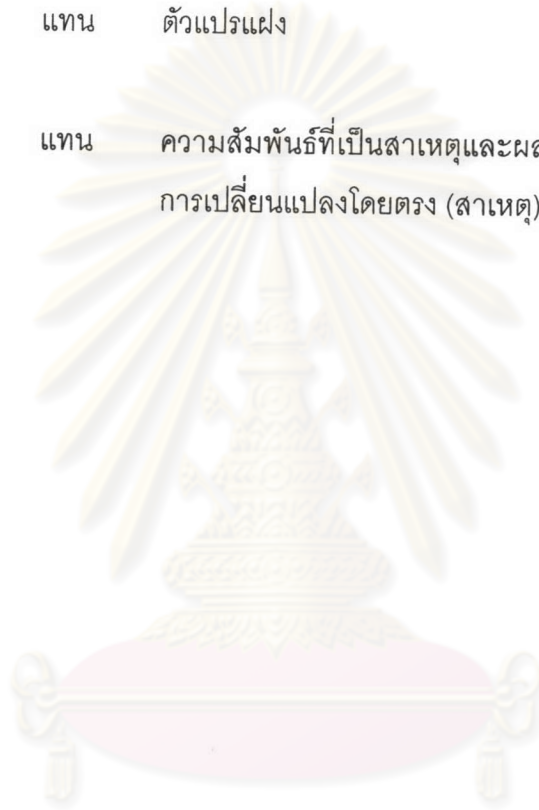 แทน ตัวแปรแฝง
แทน ความสัมพันธ์ที่เป็นสาเหตุและผล
การเปลี่ยนแปลงโดยตรง (สาเหตุ)